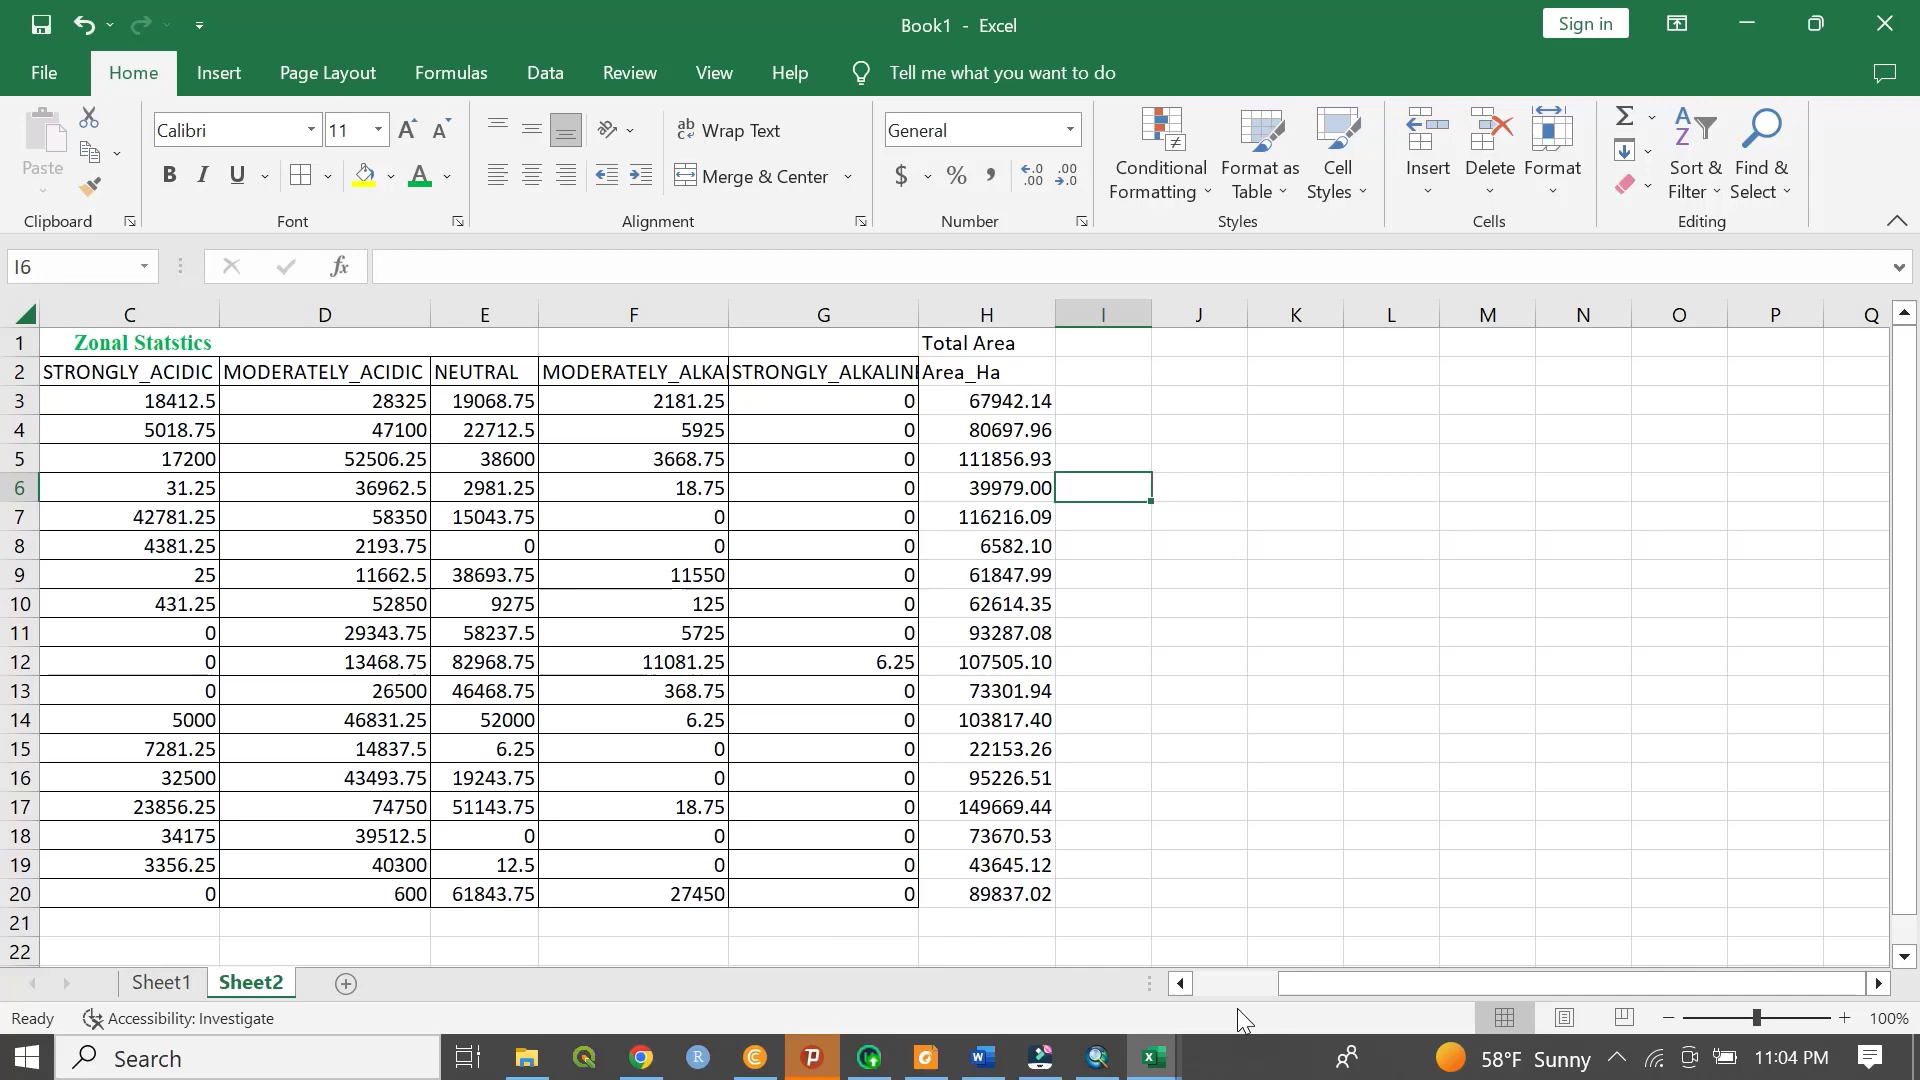 Book1 - Excel
Sign in
File Home Insert Page Layout Formulas Data Review View Help Tell me what you want to do
Paste
Calibri 11
B I U
ab Wrap Text
Merge & Center
General
$ % , .00 .0 .00 .0
Conditional Formatting
Format as Table
Cell Styles
Insert Delete Format
Sort & Filter
Find & Select
Clipboard Font Alignment Number Styles Cells Editing
I6 fx
C D E F G H I J K L M N O P Q
1 Zonal Statstics Total Area
2 STRONGLY_ACIDIC MODERATELY_ACIDIC NEUTRAL MODERATELY_ALKA STRONGLY_ALKALINE Area_Ha
3 18412.5 28325 19068.75 2181.25 0 67942.14
4 5018.75 47100 22712.5 5925 0 80697.96
5 17200 52506.25 38600 3668.75 0 111856.93
6 31.25 36962.5 2981.25 18.75 0 39979.00
7 42781.25 58350 15043.75 0 0 116216.09
8 4381.25 2193.75 0 0 0 6582.10
9 25 11662.5 38693.75 11550 0 61847.99
10 431.25 52850 9275 125 0 62614.35
11 0 29343.75 58237.5 5725 0 93287.08
12 0 13468.75 82968.75 11081.25 6.25 107505.10
13 0 26500 46468.75 368.75 0 73301.94
14 5000 46831.25 52000 6.25 0 103817.40
15 7281.25 14837.5 6.25 0 0 22153.26
16 32500 43493.75 19243.75 0 0 95226.51
17 23856.25 74750 51143.75 18.75 0 149669.44
18 34175 39512.5 0 0 0 73670.53
19 3356.25 40300 12.5 0 0 43645.12
20 0 600 61843.75 27450 0 89837.02
21
22
Sheet1 Sheet2
Ready Accessibility: Investigate 100%
Search 58°F Sunny 11:04 PM